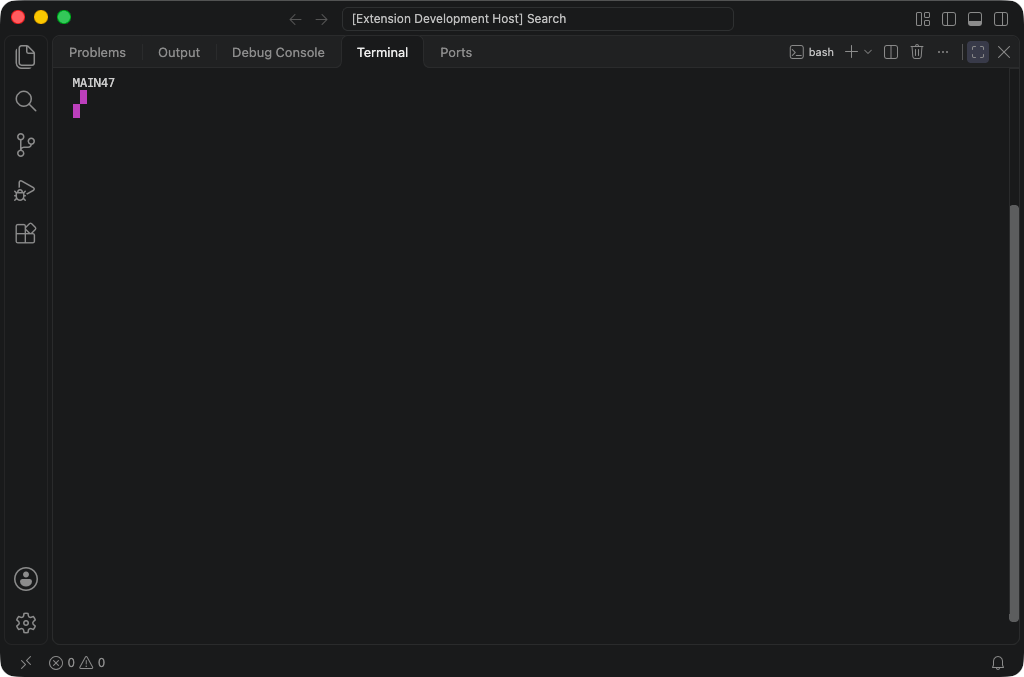 [Extension Development Host] Search
Problems Output Debug Console Terminal Ports bash
MAIN47
0 0